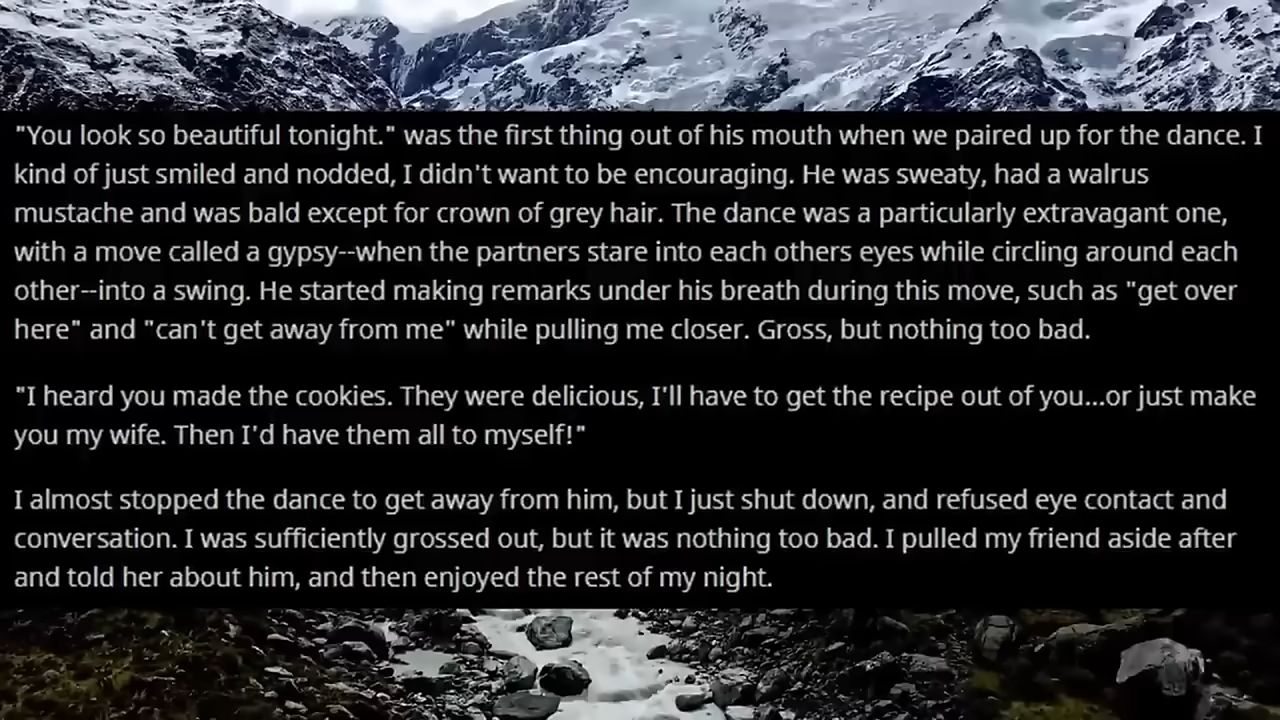 "You look so beautiful tonight." was the first thing out of his mouth when we paired up for the dance. I
kind of just smiled and nodded, I didn't want to be encouraging. He was sweaty, had a walrus
mustache and was bald except for crown of grey hair. The dance was a particularly extravagant one,
with a move called a gypsy--when the partners stare into each others eyes while circling around each
other--into a swing. He started making remarks under his breath during this move, such as "get over
here" and "can't get away from me" while pulling me closer. Gross, but nothing too bad.
"I heard you made the cookies. They were delicious, I'll have to get the recipe out of you...or just make
you my wife. Then I'd have them all to myself!"
I almost stopped the dance to get away from him, but I just shut down, and refused eye contact and
conversation. I was sufficiently grossed out, but it was nothing too bad. I pulled my friend aside after
and told her about him, and then enjoyed the rest of my night.